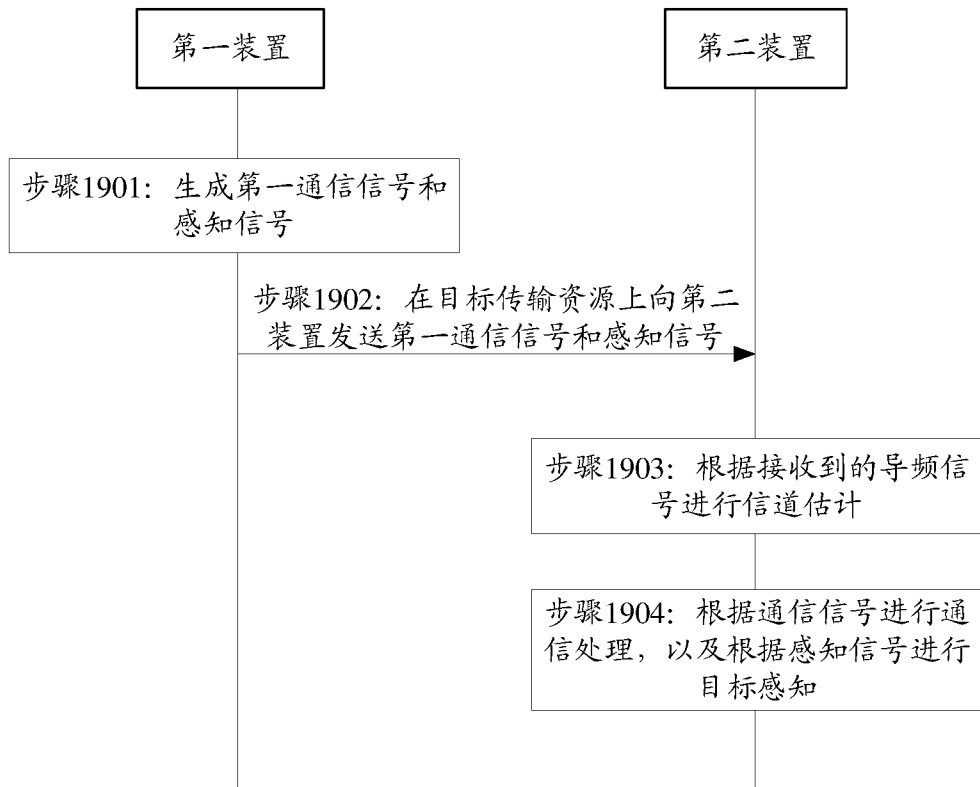 第一装置
第二装置
步骤1901：生成第一通信信号和
感知信号
步骤1902：在目标传输资源上向第二
装置发送第一通信信号和感知信号
步骤1903：根据接收到的导频信
号进行信道估计
步骤1904：根据通信信号进行通
信处理，以及根据感知信号进行
目标感知